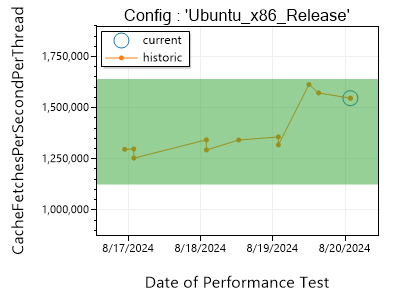 Config : 'Ubuntu_x86_Release'
current
historic
CacheFetchesPerSecondPerThread
1,750,000
1,500,000
1,250,000
1,000,000
8/17/2024
8/18/2024
8/19/2024
8/20/2024
Date of Performance Test